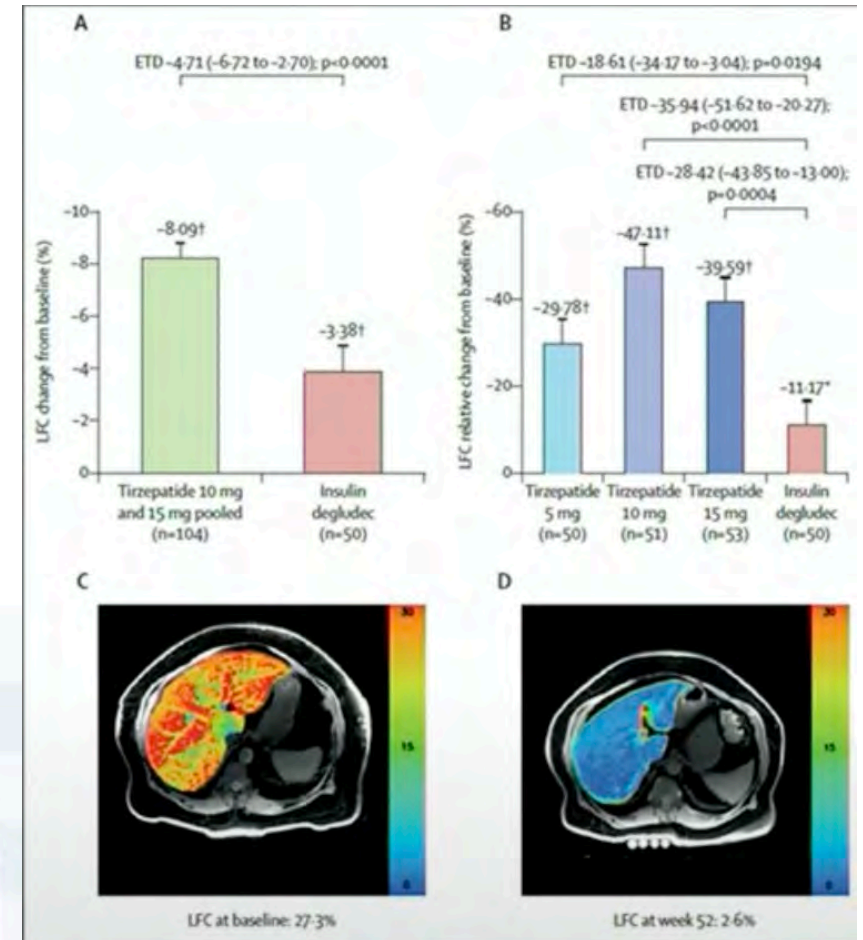 A
ETD –4·71 (–6·72 to –2·70); p<0·0001
LFC change from baseline (%)
–10
–8
–6
–4
–2
0
–8·09†
–3·38†
Tirzepatide 10 mg
and 15 mg pooled
(n=104)
Insulin
degludec
(n=50)
B
ETD –18·61 (–34·17 to –3·04); p=0·0194
ETD –35·94 (–51·62 to –20·27);
p<0·0001
ETD –28·42 (–43·85 to –13·00);
p=0·0004
LFC relative change from baseline (%)
–60
–40
–20
0
–29·78†
–47·11†
–39·59†
–11·17*
Tirzepatide
5 mg
(n=50)
Tirzepatide
10 mg
(n=51)
Tirzepatide
15 mg
(n=53)
Insulin
degludec
(n=50)
C
30
15
0
LFC at baseline: 27·3%
D
30
15
0
LFC at week 52: 2·6%